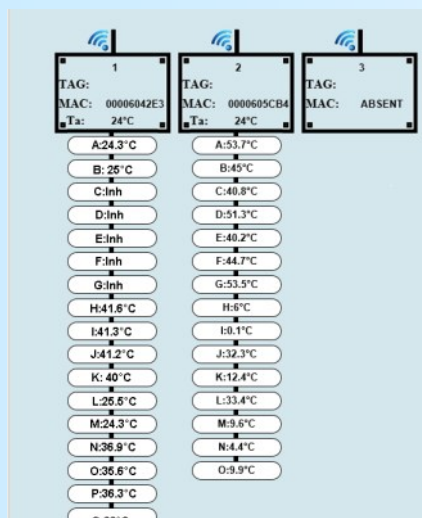 1
TAG:
MAC: 00006042E3
Ta: 24°C
A:24.3°C
B: 25°C
C:Inh
D:Inh
E:Inh
F:Inh
G:Inh
H:41.6°C
I:41.3°C
J:41.2°C
K: 40°C
L:25.5°C
M:24.3°C
N:36.9°C
O:35.6°C
P:36.3°C
2
TAG:
MAC: 0000605CB4
Ta: 24°C
A:53.7°C
B:45°C
C:40.8°C
D:51.3°C
E:40.2°C
F:44.7°C
G:53.5°C
H:6°C
I:0.1°C
J:32.3°C
K:12.4°C
L:33.4°C
M:9.6°C
N:4.4°C
O:9.9°C
3
TAG:
MAC: ABSENT